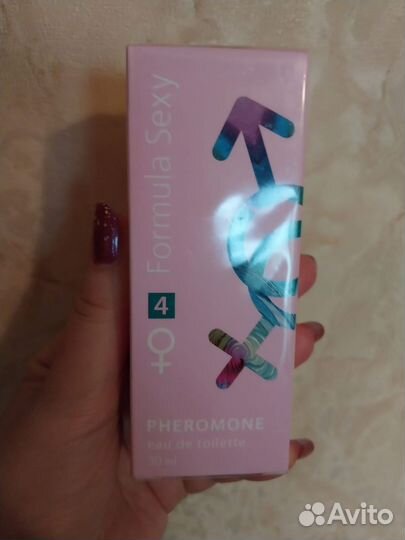 Formula Sexy
4
PHEROMONE
eau de toilette
30 ml
Avito